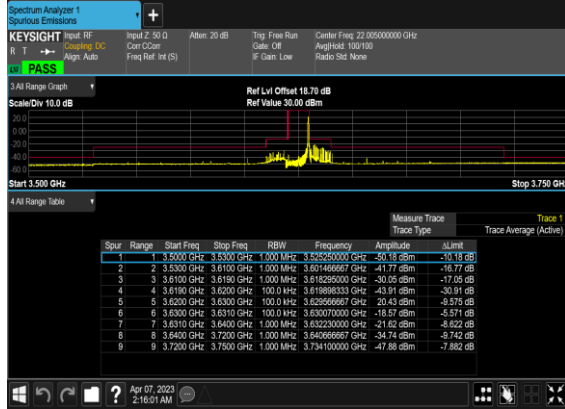 Spectrum Analyzer 1
Spurious Emissions
+
KEYSIGHT
R T
PASS
Input: RF
Coupling: DC
Align: Auto
Input Z: 50 Ω
Corr CCorr
Freq Ref: Int (S)
Atten: 20 dB
Trig: Free Run
Gate: Off
IF Gain: Low
Center Freq: 22.005000000 GHz
Avg|Hold: 100/100
Radio Std: None
3 All Range Graph
Scale/Div 10.0 dB
Ref Lvl Offset 18.70 dB
Ref Value 30.00 dBm
20.0
0.00
-20.0
-40.0
-60.0
Start 3.500 GHz
Stop 3.750 GH
4 All Range Table
Measure Trace Trace 1
Trace Type Trace Average (Active)
Spur Range Start Freq Stop Freq RBW Frequency Amplitude ΔLimit
1 1 3.5000 GHz 3.5300 GHz 1.000 MHz 3.525250000 GHz -50.18 dBm -10.18 dB
2 2 3.5300 GHz 3.6100 GHz 1.000 MHz 3.601466667 GHz -41.77 dBm -16.77 dB
3 3 3.6100 GHz 3.6190 GHz 1.000 MHz 3.618295000 GHz -30.05 dBm -17.05 dB
4 4 3.6190 GHz 3.6200 GHz 100.0 kHz 3.619898333 GHz -43.91 dBm -30.91 dB
5 5 3.6200 GHz 3.6300 GHz 100.0 kHz 3.629566667 GHz 20.43 dBm -9.575 dB
6 6 3.6300 GHz 3.6310 GHz 100.0 kHz 3.630070000 GHz -18.57 dBm -5.571 dB
7 7 3.6310 GHz 3.6400 GHz 1.000 MHz 3.632230000 GHz -21.62 dBm -8.622 dB
8 8 3.6400 GHz 3.7200 GHz 1.000 MHz 3.640666667 GHz -34.74 dBm -9.742 dB
9 9 3.7200 GHz 3.7500 GHz 1.000 MHz 3.734100000 GHz -47.88 dBm -7.882 dB
?
Apr 07, 2023
2:16:01 AM